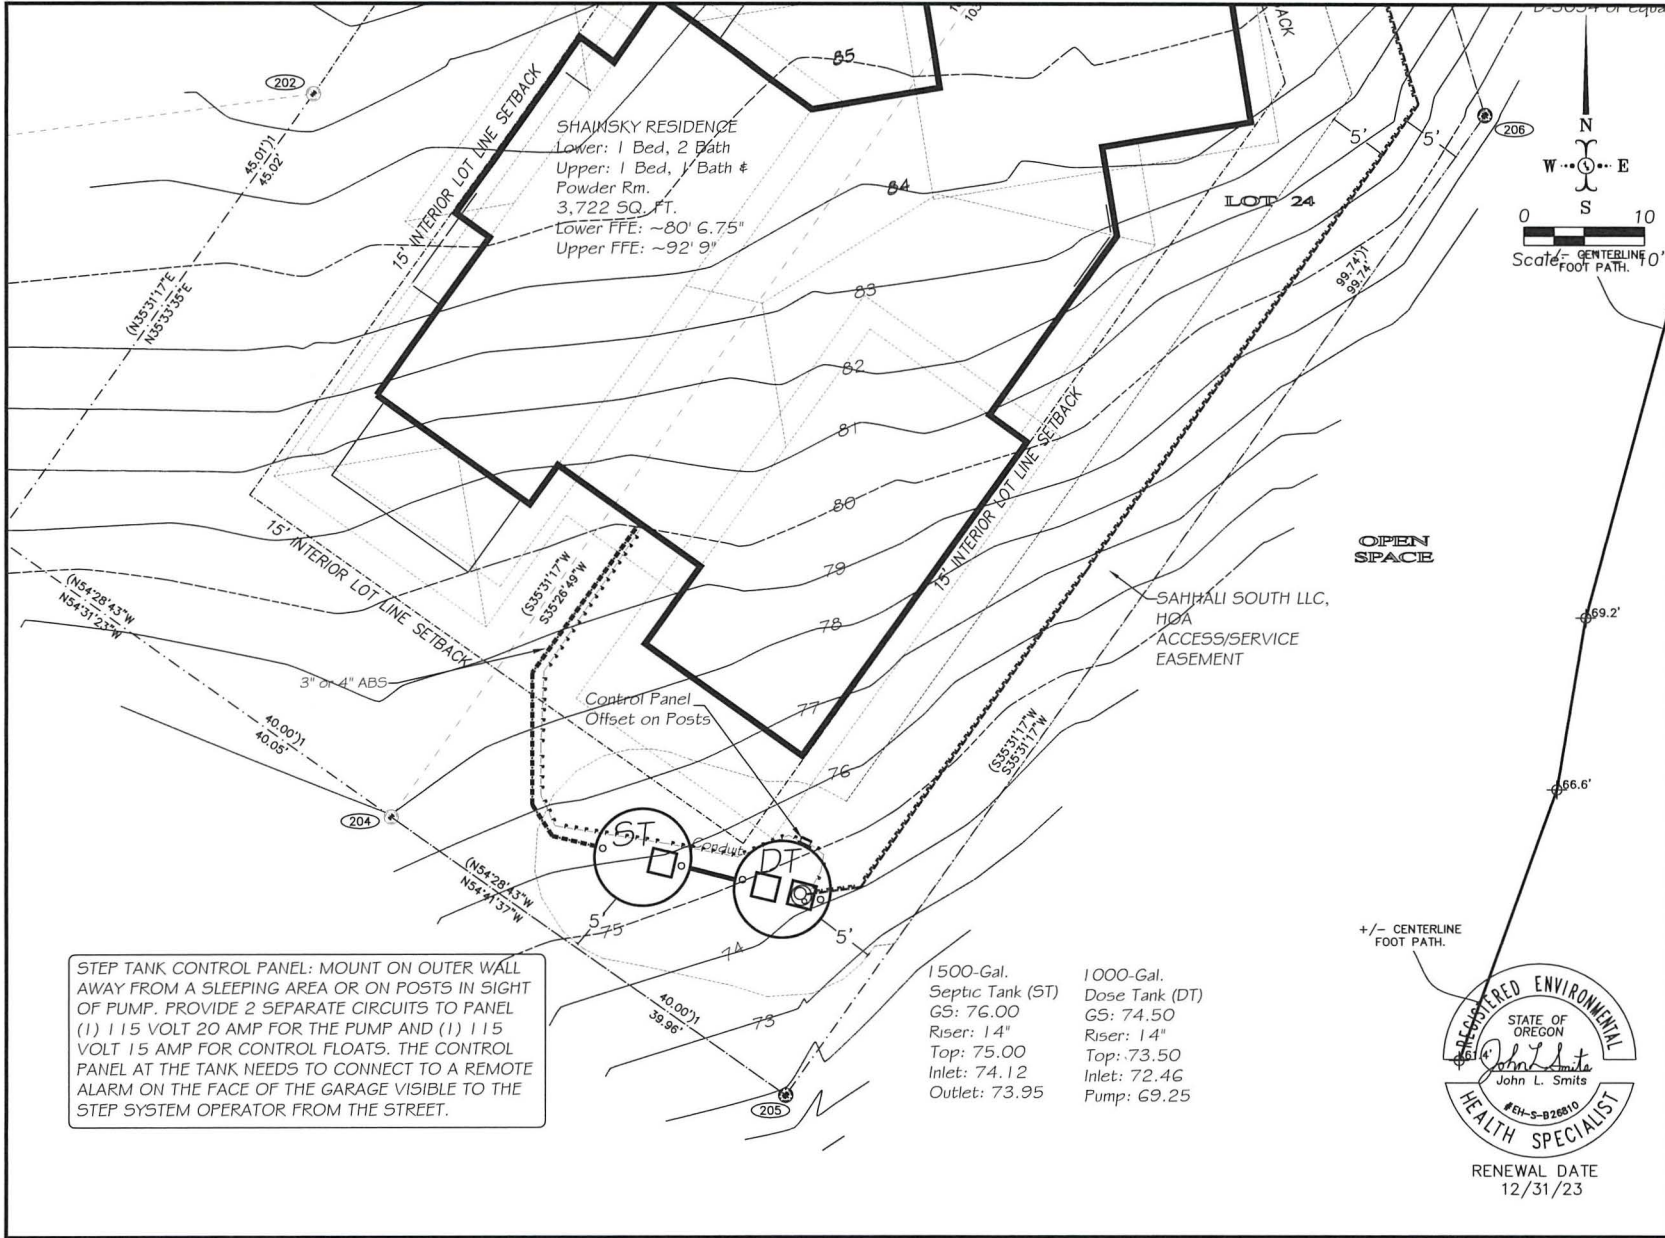 D-5054 or Equa
202
45.01')1
45.02'
15' INTERIOR LOT LINE SETBACK
SHAINSKY RESIDENCE
Lower: 1 Bed, 2 Bath
Upper: 1 Bed, 1 Bath &
Powder Rm.
3,722 SQ. FT.
Lower FFE: ~80' 6.75"
Upper FFE: ~92' 9"
85
84
83
82
81
80
79
78
77
76
75
74
73
5'
5'
206
LOT 24
N
W
E
S
0
10
+/- CENTERLINE
FOOT PATH.
99.74')1
99.74'
(N35°31'17"E
N35°33'35"E
15' INTERIOR LOT LINE SETBACK
15' INTERIOR LOT LINE SETBACK
OPEN
SPACE
(N54°28'43"W
N54°31'23"W
(S35°31'17"W
S35°26'49"W
SAHHALI SOUTH LLC,
HOA
ACCESS/SERVICE
EASEMENT
69.2'
3" or 4" ABS
Control Panel
Offset on Posts
40.00')1
40.05'
(S35°31'17"W
S35°31'17"W
66.6'
204
ST
Conduit
DT
(N54°28'43"W
N54°41'37"W
5'
5'
+/- CENTERLINE
FOOT PATH.
STEP TANK CONTROL PANEL: MOUNT ON OUTER WALL
AWAY FROM A SLEEPING AREA OR ON POSTS IN SIGHT
OF PUMP. PROVIDE 2 SEPARATE CIRCUITS TO PANEL
(1) 115 VOLT 20 AMP FOR THE PUMP AND (1) 115
VOLT 15 AMP FOR CONTROL FLOATS. THE CONTROL
PANEL AT THE TANK NEEDS TO CONNECT TO A REMOTE
ALARM ON THE FACE OF THE GARAGE VISIBLE TO THE
STEP SYSTEM OPERATOR FROM THE STREET.
40.00')1
39.96'
205
1500-Gal.
Septic Tank (ST)
GS: 76.00
Riser: 14"
Top: 75.00
Inlet: 74.12
Outlet: 73.95
1000-Gal.
Dose Tank (DT)
GS: 74.50
Riser: 14"
Top: 73.50
Inlet: 72.46
Pump: 69.25
61.4'
REGISTERED ENVIRONMENTAL
STATE OF
OREGON
John L. Smits
John L. Smits
#EH-S-B26810
HEALTH SPECIALIST
RENEWAL DATE
12/31/23